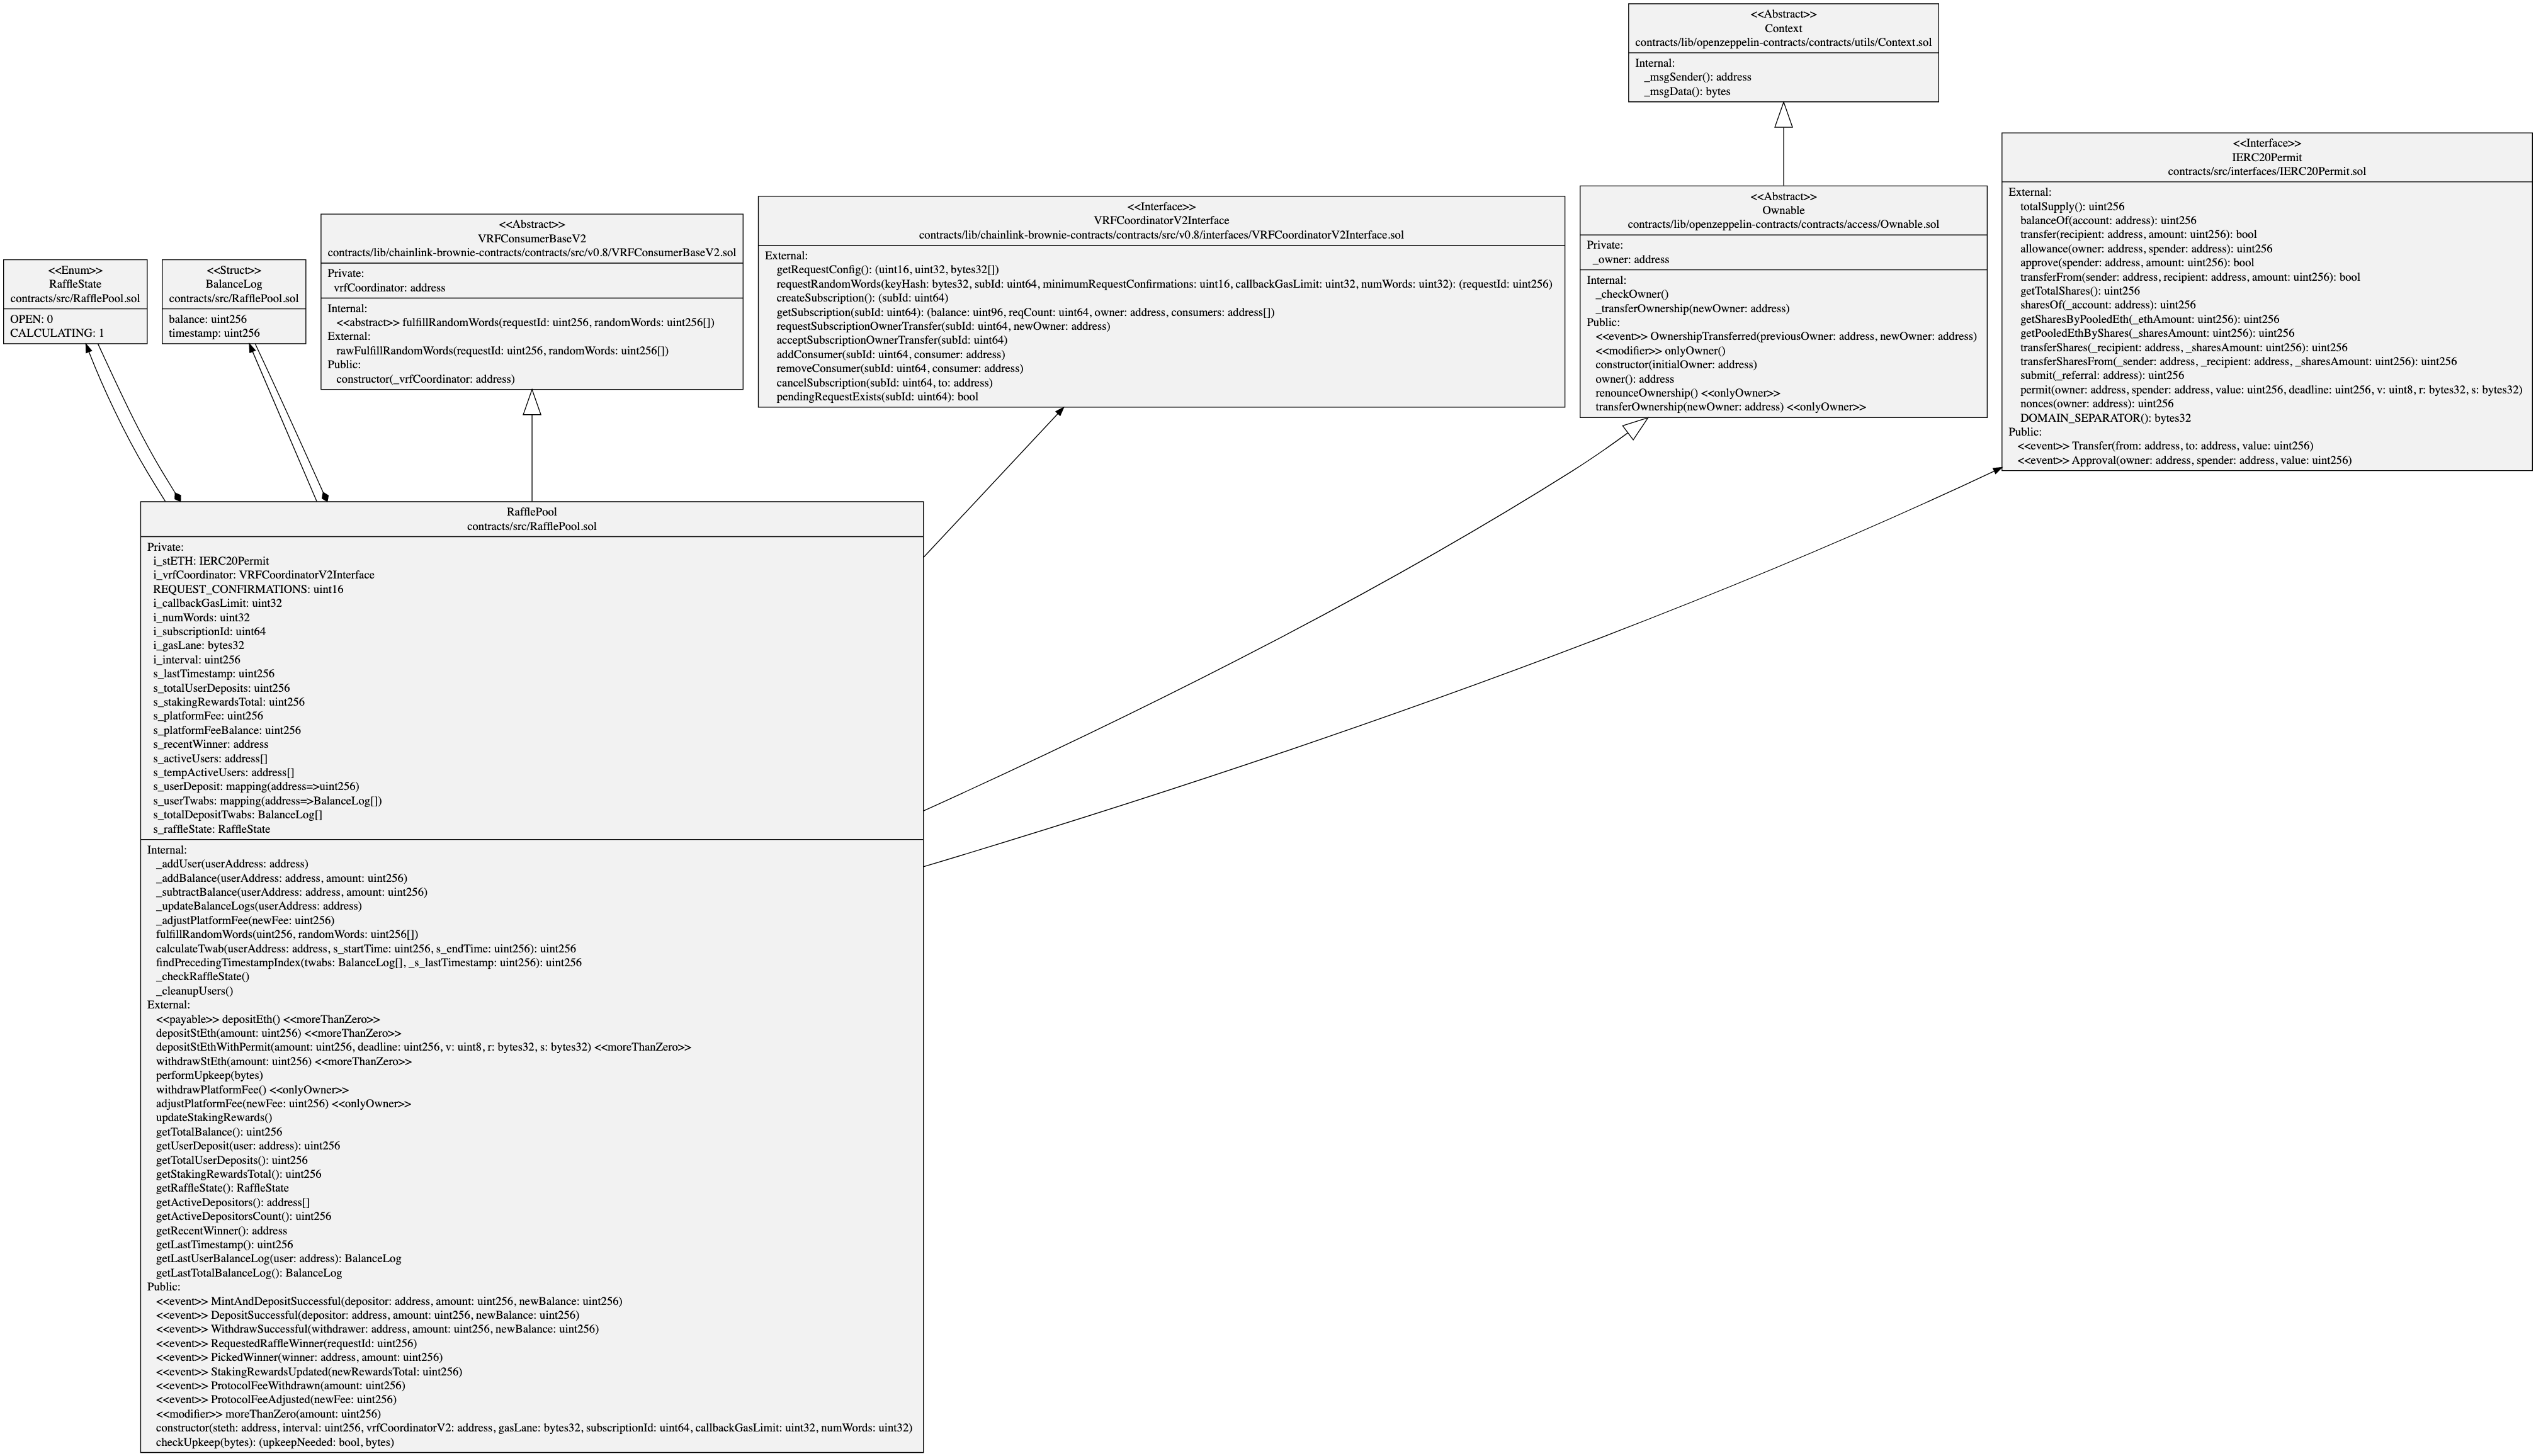 <<Abstract>>
Context
contracts/lib/openzeppelin-contracts/contracts/utils/Context.sol
Internal:
_msgSender(): address
_msgData(): bytes
<<Interface>>
IERC20Permit
contracts/src/interfaces/IERC20Permit.sol
External:
totalSupply(): uint256
balanceOf(account: address): uint256
transfer(recipient: address, amount: uint256): bool
allowance(owner: address, spender: address): uint256
approve(spender: address, amount: uint256): bool
transferFrom(sender: address, recipient: address, amount: uint256): bool
getTotalShares(): uint256
sharesOf(_account: address): uint256
getSharesByPooledEth(_ethAmount: uint256): uint256
getPooledEthByShares(_sharesAmount: uint256): uint256
transferShares(_recipient: address, _sharesAmount: uint256): uint256
transferSharesFrom(_sender: address, _recipient: address, _sharesAmount: uint256): uint256
submit(_referral: address): uint256
permit(owner: address, spender: address, value: uint256, deadline: uint256, v: uint8, r: bytes32, s: bytes32)
nonces(owner: address): uint256
DOMAIN_SEPARATOR(): bytes32
Public:
<<event>> Transfer(from: address, to: address, value: uint256)
<<event>> Approval(owner: address, spender: address, value: uint256)
<<Abstract>>
Ownable
contracts/lib/openzeppelin-contracts/contracts/access/Ownable.sol
Private:
_owner: address
Internal:
_checkOwner()
_transferOwnership(newOwner: address)
Public:
<<event>> OwnershipTransferred(previousOwner: address, newOwner: address)
<<modifier>> onlyOwner()
constructor(initialOwner: address)
owner(): address
renounceOwnership() <<onlyOwner>>
transferOwnership(newOwner: address) <<onlyOwner>>
<<Interface>>
VRFCoordinatorV2Interface
contracts/lib/chainlink-brownie-contracts/contracts/src/v0.8/interfaces/VRFCoordinatorV2Interface.sol
External:
getRequestConfig(): (uint16, uint32, bytes32[])
requestRandomWords(keyHash: bytes32, subId: uint64, minimumRequestConfirmations: uint16, callbackGasLimit: uint32, numWords: uint32): (requestId: uint256)
createSubscription(): (subId: uint64)
getSubscription(subId: uint64): (balance: uint96, reqCount: uint64, owner: address, consumers: address[])
requestSubscriptionOwnerTransfer(subId: uint64, newOwner: address)
acceptSubscriptionOwnerTransfer(subId: uint64)
addConsumer(subId: uint64, consumer: address)
removeConsumer(subId: uint64, consumer: address)
cancelSubscription(subId: uint64, to: address)
pendingRequestExists(subId: uint64): bool
<<Abstract>>
VRFConsumerBaseV2
contracts/lib/chainlink-brownie-contracts/contracts/src/v0.8/VRFConsumerBaseV2.sol
Private:
vrfCoordinator: address
Internal:
<<abstract>> fulfillRandomWords(requestId: uint256, randomWords: uint256[])
External:
rawFulfillRandomWords(requestId: uint256, randomWords: uint256[])
Public:
constructor(_vrfCoordinator: address)
<<Enum>>
RaffleState
contracts/src/RafflePool.sol
OPEN: 0
CALCULATING: 1
<<Struct>>
BalanceLog
contracts/src/RafflePool.sol
balance: uint256
timestamp: uint256
RafflePool
contracts/src/RafflePool.sol
Private:
i_stETH: IERC20Permit
i_vrfCoordinator: VRFCoordinatorV2Interface
REQUEST_CONFIRMATIONS: uint16
i_callbackGasLimit: uint32
i_numWords: uint32
i_subscriptionId: uint64
i_gasLane: bytes32
i_interval: uint256
s_lastTimestamp: uint256
s_totalUserDeposits: uint256
s_stakingRewardsTotal: uint256
s_platformFee: uint256
s_platformFeeBalance: uint256
s_recentWinner: address
s_activeUsers: address[]
s_tempActiveUsers: address[]
s_userDeposit: mapping(address=>uint256)
s_userTwabs: mapping(address=>BalanceLog[])
s_totalDepositTwabs: BalanceLog[]
s_raffleState: RaffleState
Internal:
_addUser(userAddress: address)
_addBalance(userAddress: address, amount: uint256)
_subtractBalance(userAddress: address, amount: uint256)
_updateBalanceLogs(userAddress: address)
_adjustPlatformFee(newFee: uint256)
fulfillRandomWords(uint256, randomWords: uint256[])
calculateTwab(userAddress: address, s_startTime: uint256, s_endTime: uint256): uint256
findPrecedingTimestampIndex(twabs: BalanceLog[], _s_lastTimestamp: uint256): uint256
_checkRaffleState()
_cleanupUsers()
External:
<<payable>> depositEth() <<moreThanZero>>
depositStEth(amount: uint256) <<moreThanZero>>
depositStEthWithPermit(amount: uint256, deadline: uint256, v: uint8, r: bytes32, s: bytes32) <<moreThanZero>>
withdrawStEth(amount: uint256) <<moreThanZero>>
performUpkeep(bytes)
withdrawPlatformFee() <<onlyOwner>>
adjustPlatformFee(newFee: uint256) <<onlyOwner>>
updateStakingRewards()
getTotalBalance(): uint256
getUserDeposit(user: address): uint256
getTotalUserDeposits(): uint256
getStakingRewardsTotal(): uint256
getRaffleState(): RaffleState
getActiveDepositors(): address[]
getActiveDepositorsCount(): uint256
getRecentWinner(): address
getLastTimestamp(): uint256
getLastUserBalanceLog(user: address): BalanceLog
getLastTotalBalanceLog(): BalanceLog
Public:
<<event>> MintAndDepositSuccessful(depositor: address, amount: uint256, newBalance: uint256)
<<event>> DepositSuccessful(depositor: address, amount: uint256, newBalance: uint256)
<<event>> WithdrawSuccessful(withdrawer: address, amount: uint256, newBalance: uint256)
<<event>> RequestedRaffleWinner(requestId: uint256)
<<event>> PickedWinner(winner: address, amount: uint256)
<<event>> StakingRewardsUpdated(newRewardsTotal: uint256)
<<event>> ProtocolFeeWithdrawn(amount: uint256)
<<event>> ProtocolFeeAdjusted(newFee: uint256)
<<modifier>> moreThanZero(amount: uint256)
constructor(steth: address, interval: uint256, vrfCoordinatorV2: address, gasLane: bytes32, subscriptionId: uint64, callbackGasLimit: uint32, numWords: uint32)
checkUpkeep(bytes): (upkeepNeeded: bool, bytes)